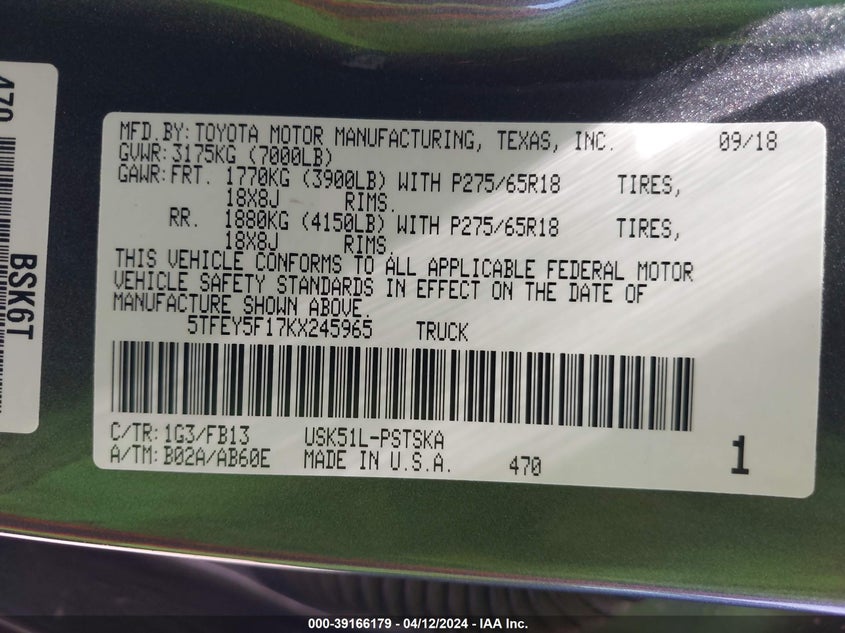 470
BSK6T
MFD.BY:TOYOTA MOTOR MANUFACTURING, TEXAS, INC. 09/18
GVWR:3175KG (7000LB)
GAWR:FRT. 1770KG (3900LB) WITH P275/65R18 TIRES,
18X8J RIMS.
RR. 1880KG (4150LB) WITH P275/65R18 TIRES,
18X8J RIMS.
THIS VEHICLE CONFORMS TO ALL APPLICABLE FEDERAL MOTOR
VEHICLE SAFETY STANDARDS IN EFFECT ON THE DATE OF
MANUFACTURE SHOWN ABOVE.
5TFEY5F17KX245965 TRUCK
C/TR:1G3/FB13 USK51L-PSTSKA
A/TM:B02A/AB60E MADE IN U.S.A. 470 1
000-39166179 - 04/12/2024 - IAA Inc.